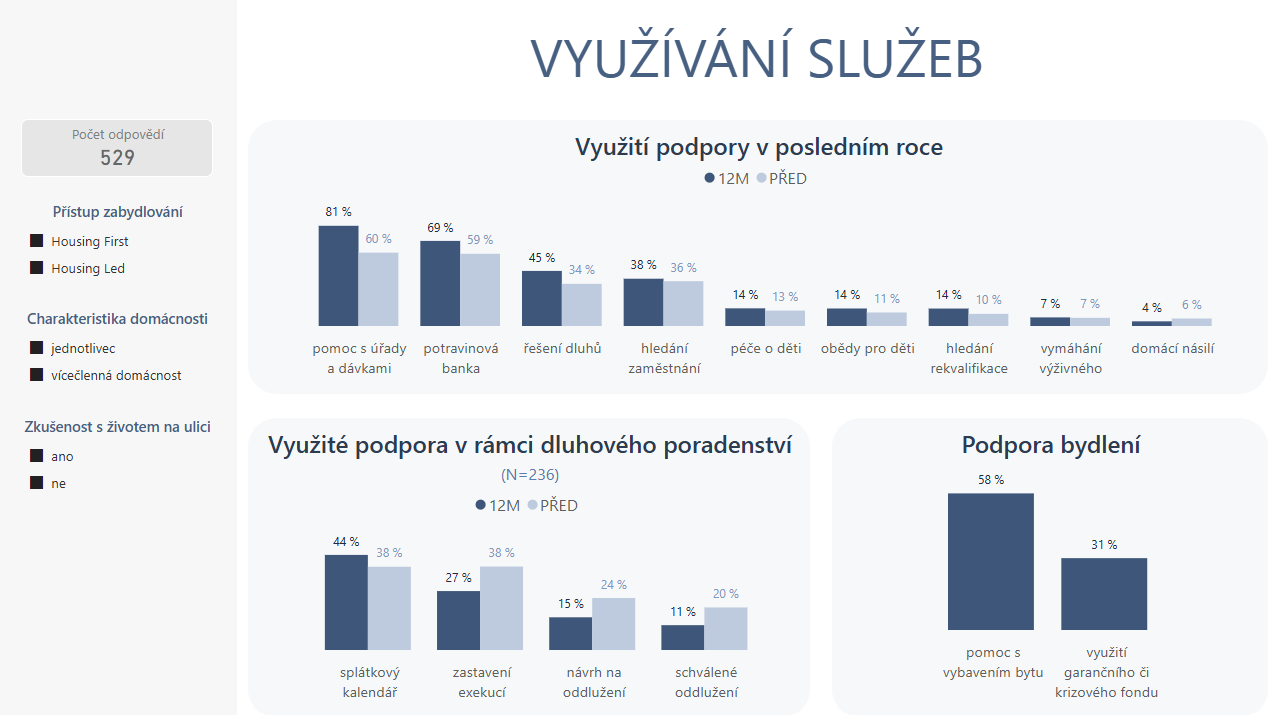 VYUŽÍVÁNÍ SLUŽEB
Počet odpovědí
529
Přístup zabydlování
Housing First
Housing Led
Charakteristika domácnosti
jednotlivec
vícečlenná domácnost
Zkušenost s životem na ulici
ano
ne
Využití podpory v posledním roce
12M PŘED
81 % 60 % 69 % 59 % 45 % 34 % 38 % 36 % 14 % 13 % 14 % 11 % 14 % 10 % 7 % 7 % 4 % 6 %
pomoc s úřady potravinová řešení dluhů hledání péče o děti obědy pro děti hledání vymáhání domácí násilí
a dávkami banka zaměstnání rekvalifikace výživného
Využité podpora v rámci dluhového poradenství
(N=236)
12M PŘED
44 % 38 % 27 % 38 % 15 % 24 % 11 % 20 %
splátkový zastavení návrh na schválené
kalendář exekucí oddlužení oddlužení
Podpora bydlení
58 % 31 %
pomoc s využití
vybavením bytu garančního či
krizového fondu